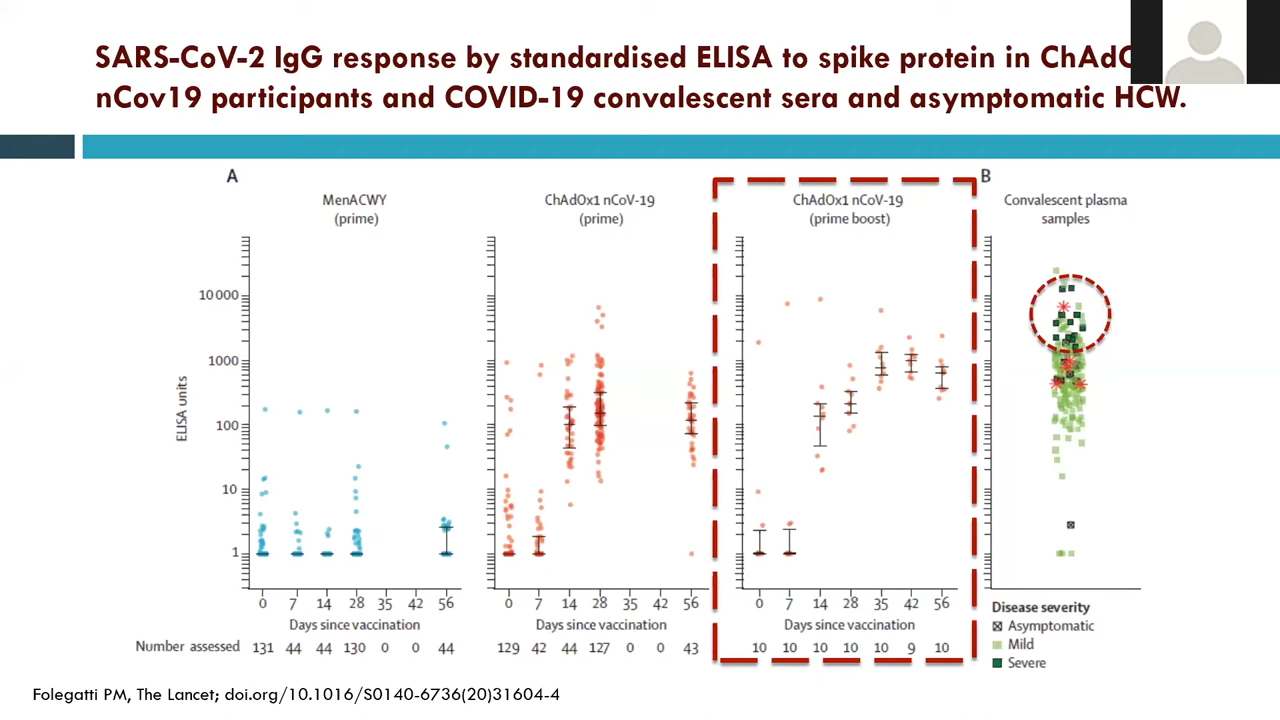 SARS-CoV-2 IgG response by standardised ELISA to spike protein in
nCov19 participants and COVID-19 convalescent sera and asymptomatic HCW.
A
B
MenACWY
(prime)
ChAdOx1 nCoV-19
(prime)
ChAdOx1 nCoV-19
(prime boost)
Convalescent plasma
samples
ELISA units
10 000
1000
100
10
1
0 7 14 28 35 42 56
0 7 14 28 35 42 56
0 7 14 28 35 42 56
Days since vaccination
Days since vaccination
Days since vaccination
Number assessed 131 44 44 130 0 0 44
129 42 44 127 0 0 43
10 10 10 10 10 9 10
Disease severity
Asymptomatic
Mild
Severe
Folegatti PM, The Lancet; doi.org/10.1016/S0140-6736(20)31604-4